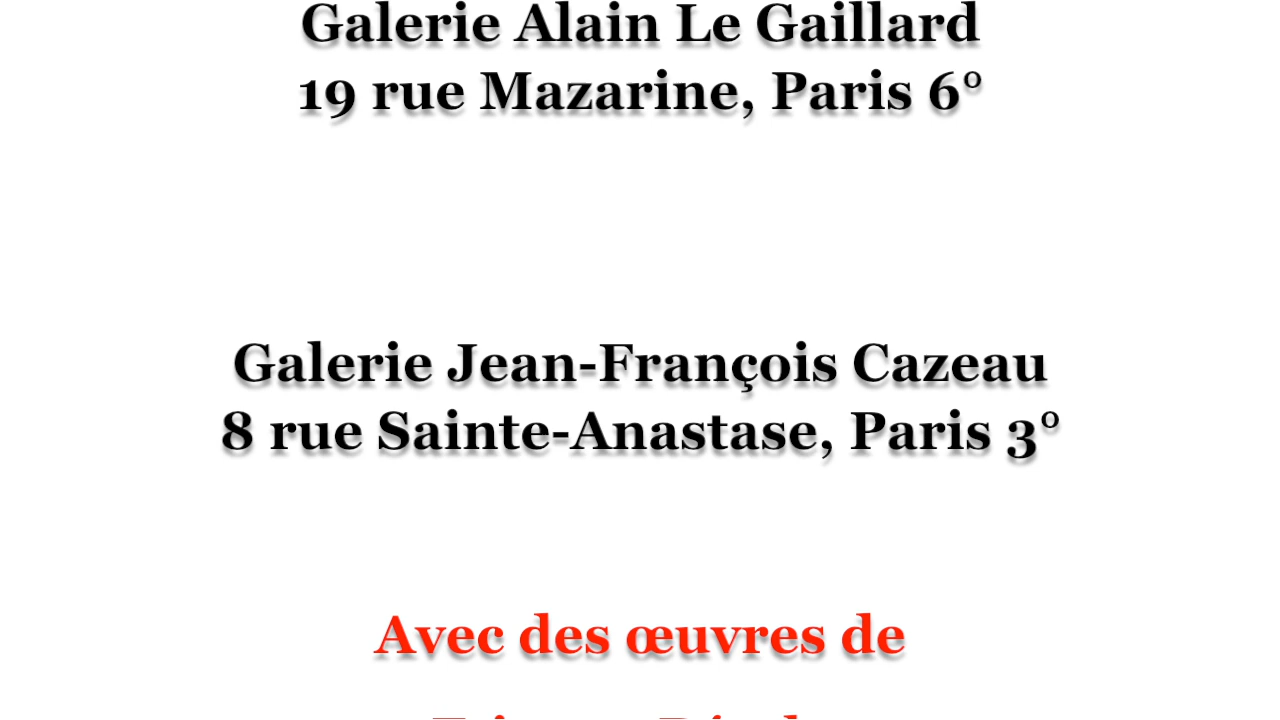 Galerie Alain Le Gaillard
19 rue Mazarine, Paris 6°
Galerie Jean-François Cazeau
8 rue Sainte-Anastase, Paris 3°
Avec des œuvres de